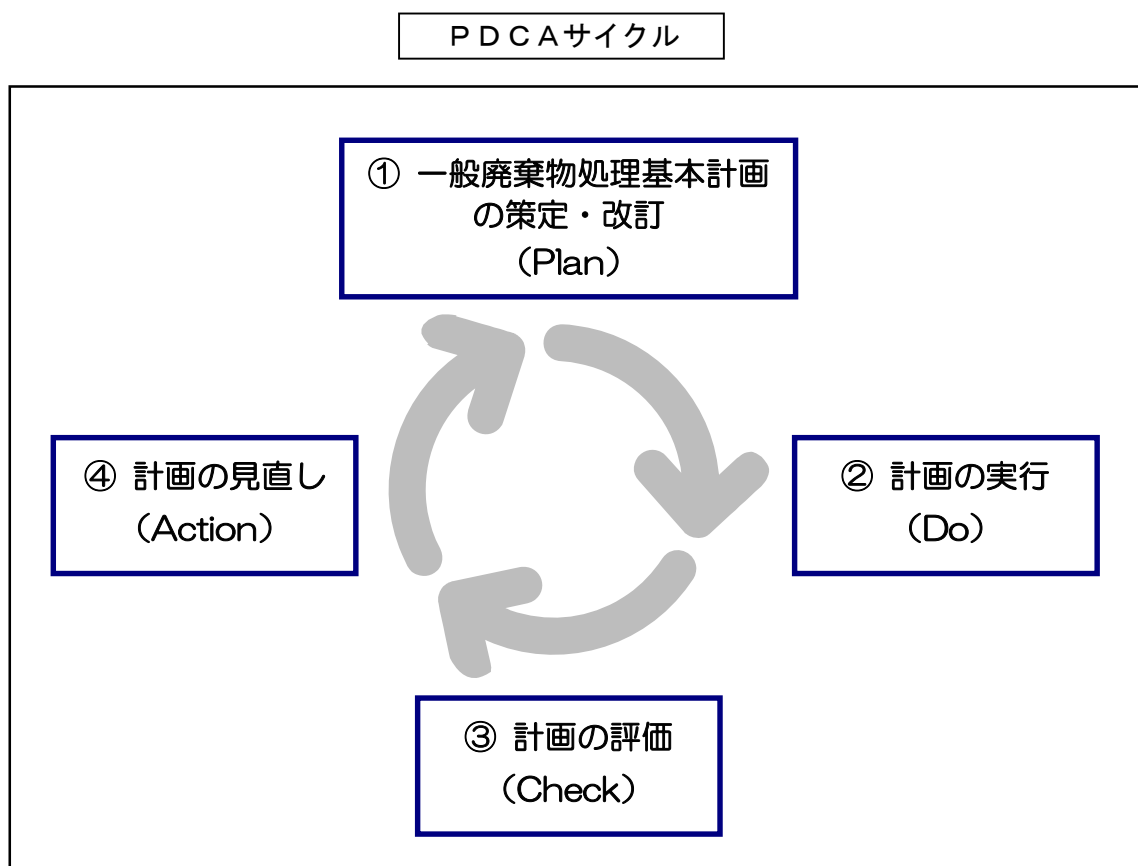 ＰＤＣＡサイクル
① 一般廃棄物処理基本計画
の策定・改訂
（Plan）
② 計画の実行
（Do）
③ 計画の評価
（Check）
④ 計画の見直し
（Action）